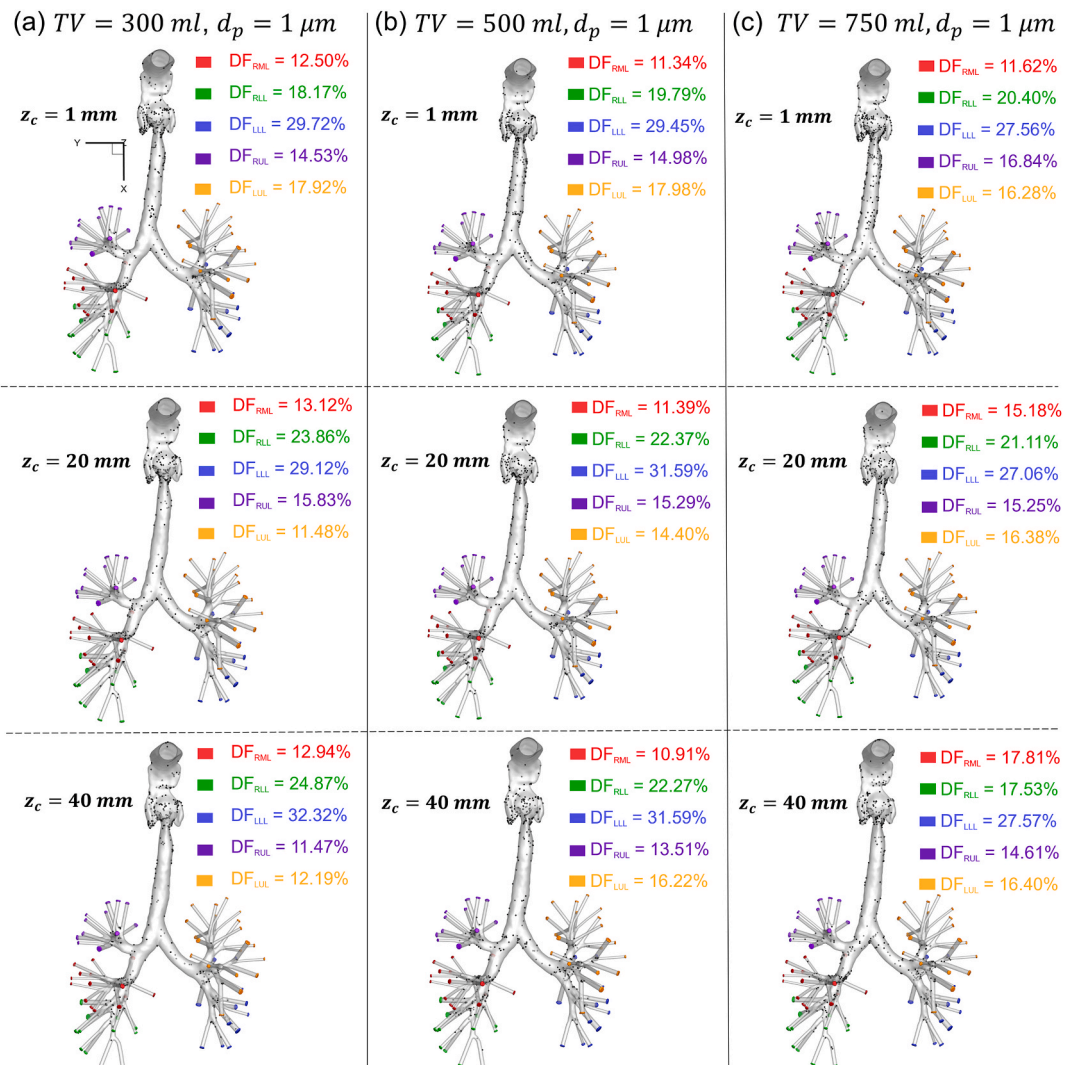 (a) TV = 300 ml, dₚ = 1 μm
DF_RML = 12.50%
DF_RLL = 18.17%
z_c = 1 mm
DF_LLL = 29.72%
Y Z
X
DF_RUL = 14.53%
DF_LUL = 17.92%
(b) TV = 500 ml, dₚ = 1 μm
DF_RML = 11.34%
DF_RLL = 19.79%
z_c = 1 mm
DF_LLL = 29.45%
DF_RUL = 14.98%
DF_LUL = 17.98%
(c) TV = 750 ml, dₚ = 1 μm
DF_RML = 11.62%
DF_RLL = 20.40%
z_c = 1 mm
DF_LLL = 27.56%
DF_RUL = 16.84%
DF_LUL = 16.28%
DF_RML = 13.12%
DF_RLL = 23.86%
z_c = 20 mm
DF_LLL = 29.12%
DF_RUL = 15.83%
DF_LUL = 11.48%
DF_RML = 11.39%
DF_RLL = 22.37%
z_c = 20 mm
DF_LLL = 31.59%
DF_RUL = 15.29%
DF_LUL = 14.40%
DF_RML = 15.18%
DF_RLL = 21.11%
z_c = 20 mm
DF_LLL = 27.06%
DF_RUL = 15.25%
DF_LUL = 16.38%
DF_RML = 12.94%
DF_RLL = 24.87%
z_c = 40 mm
DF_LLL = 32.32%
DF_RUL = 11.47%
DF_LUL = 12.19%
DF_RML = 10.91%
DF_RLL = 22.27%
z_c = 40 mm
DF_LLL = 31.59%
DF_RUL = 13.51%
DF_LUL = 16.22%
DF_RML = 17.81%
DF_RLL = 17.53%
z_c = 40 mm
DF_LLL = 27.57%
DF_RUL = 14.61%
DF_LUL = 16.40%